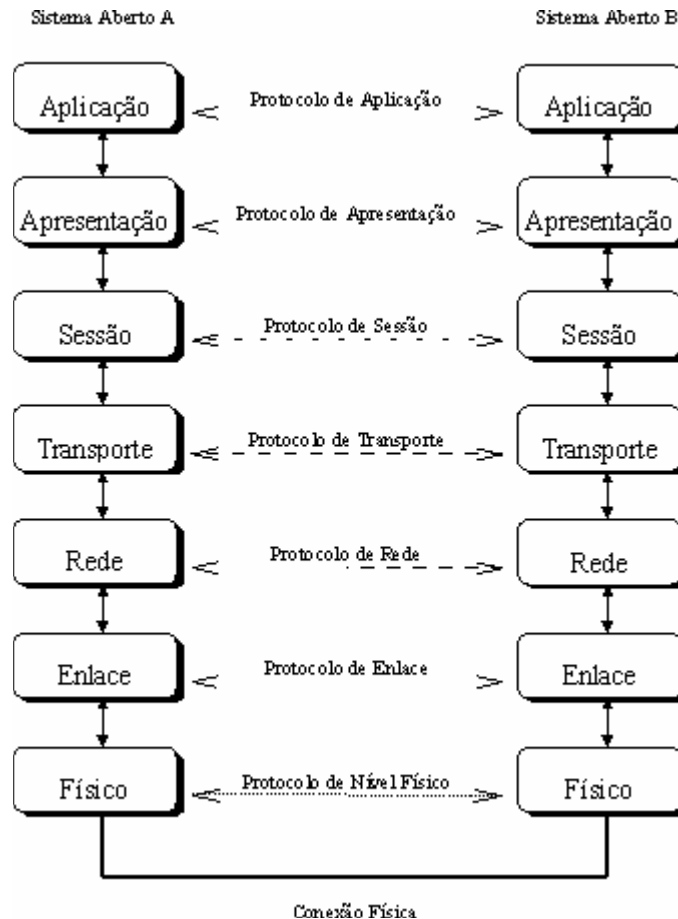 Sistema Aberto A
Sistema Aberto B
Aplicação
Protocolo de Aplicação
Aplicação
Apresentação
Protocolo de Apresentação
Apresentação
Sessão
Protocolo de Sessão
Sessão
Transporte
Protocolo de Transporte
Transporte
Rede
Protocolo de Rede
Rede
Enlace
Protocolo de Enlace
Enlace
Físico
Protocolo de Nível Físico
Físico
Conexão Física